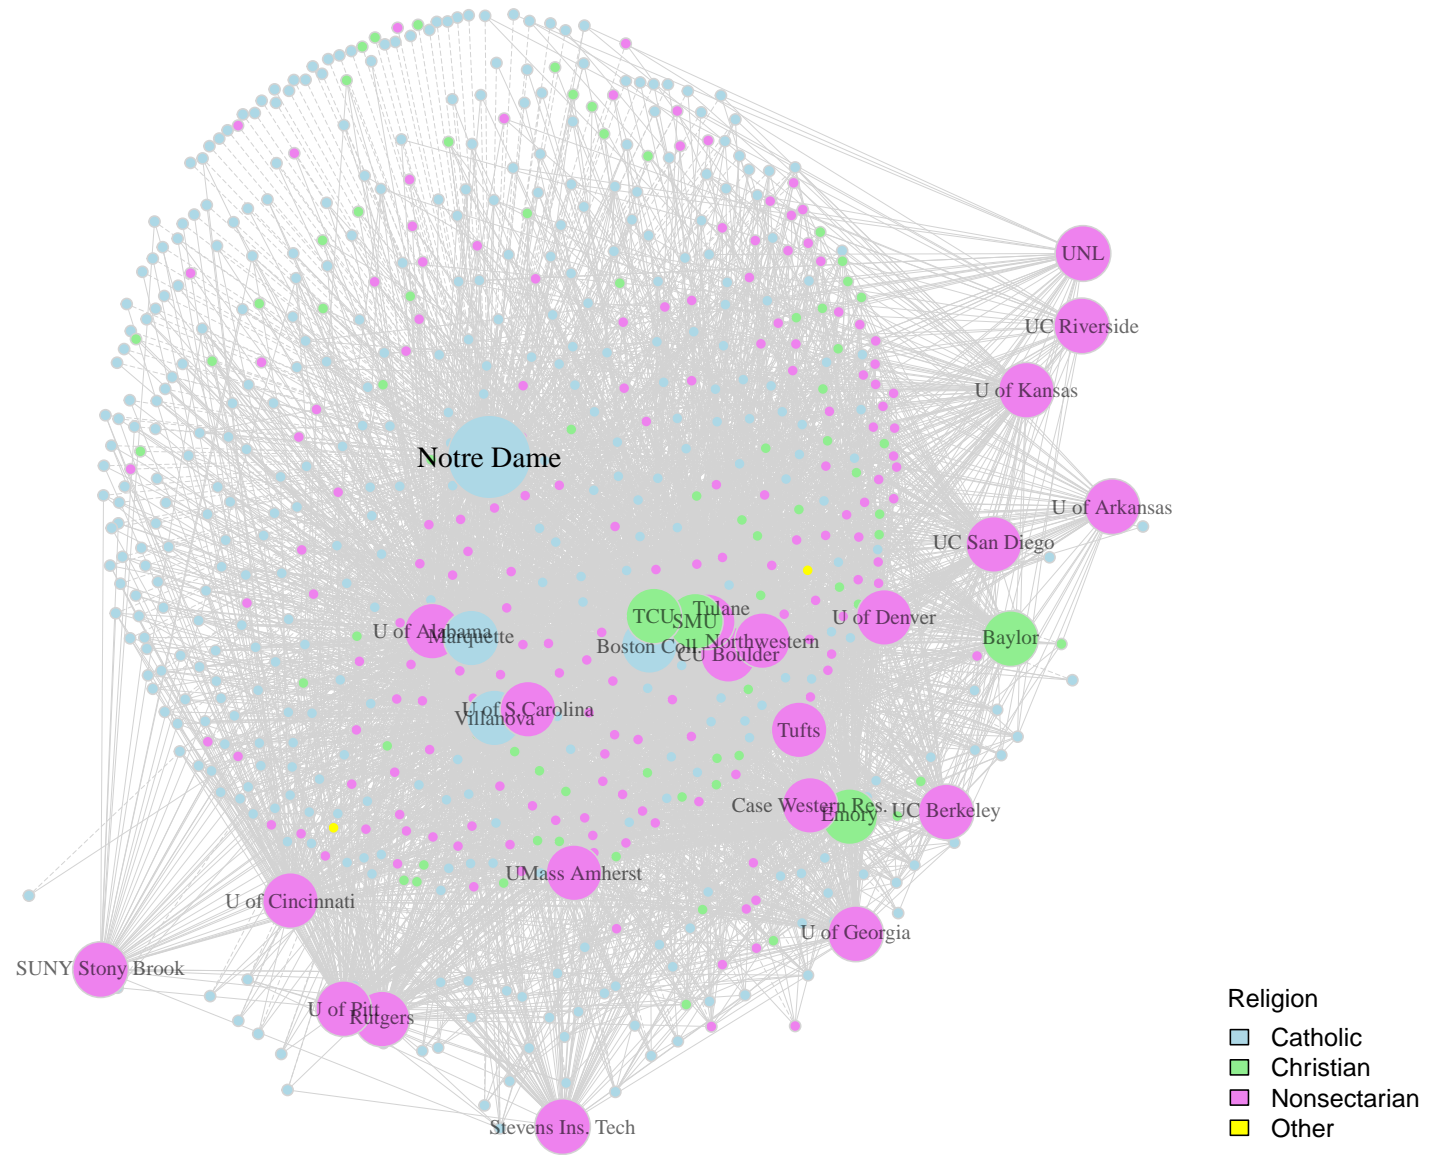 UNL
UC Riverside
U of Kansas
Notre Dame
U of Arkansas
UC San Diego
Tulane
TCU
SMU
U of Denver
U of Alabama
Marquette
Baylor
Northwestern
Boston Coll.
CU Boulder
U of S.Carolina
Villanova
Tufts
Case Western Res.
Emory
UC Berkeley
UMass Amherst
U of Cincinnati
U of Georgia
SUNY Stony Brook
U of Pitt
Rutgers
Stevens Ins. Tech
Religion
Catholic
Christian
Nonsectarian
Other